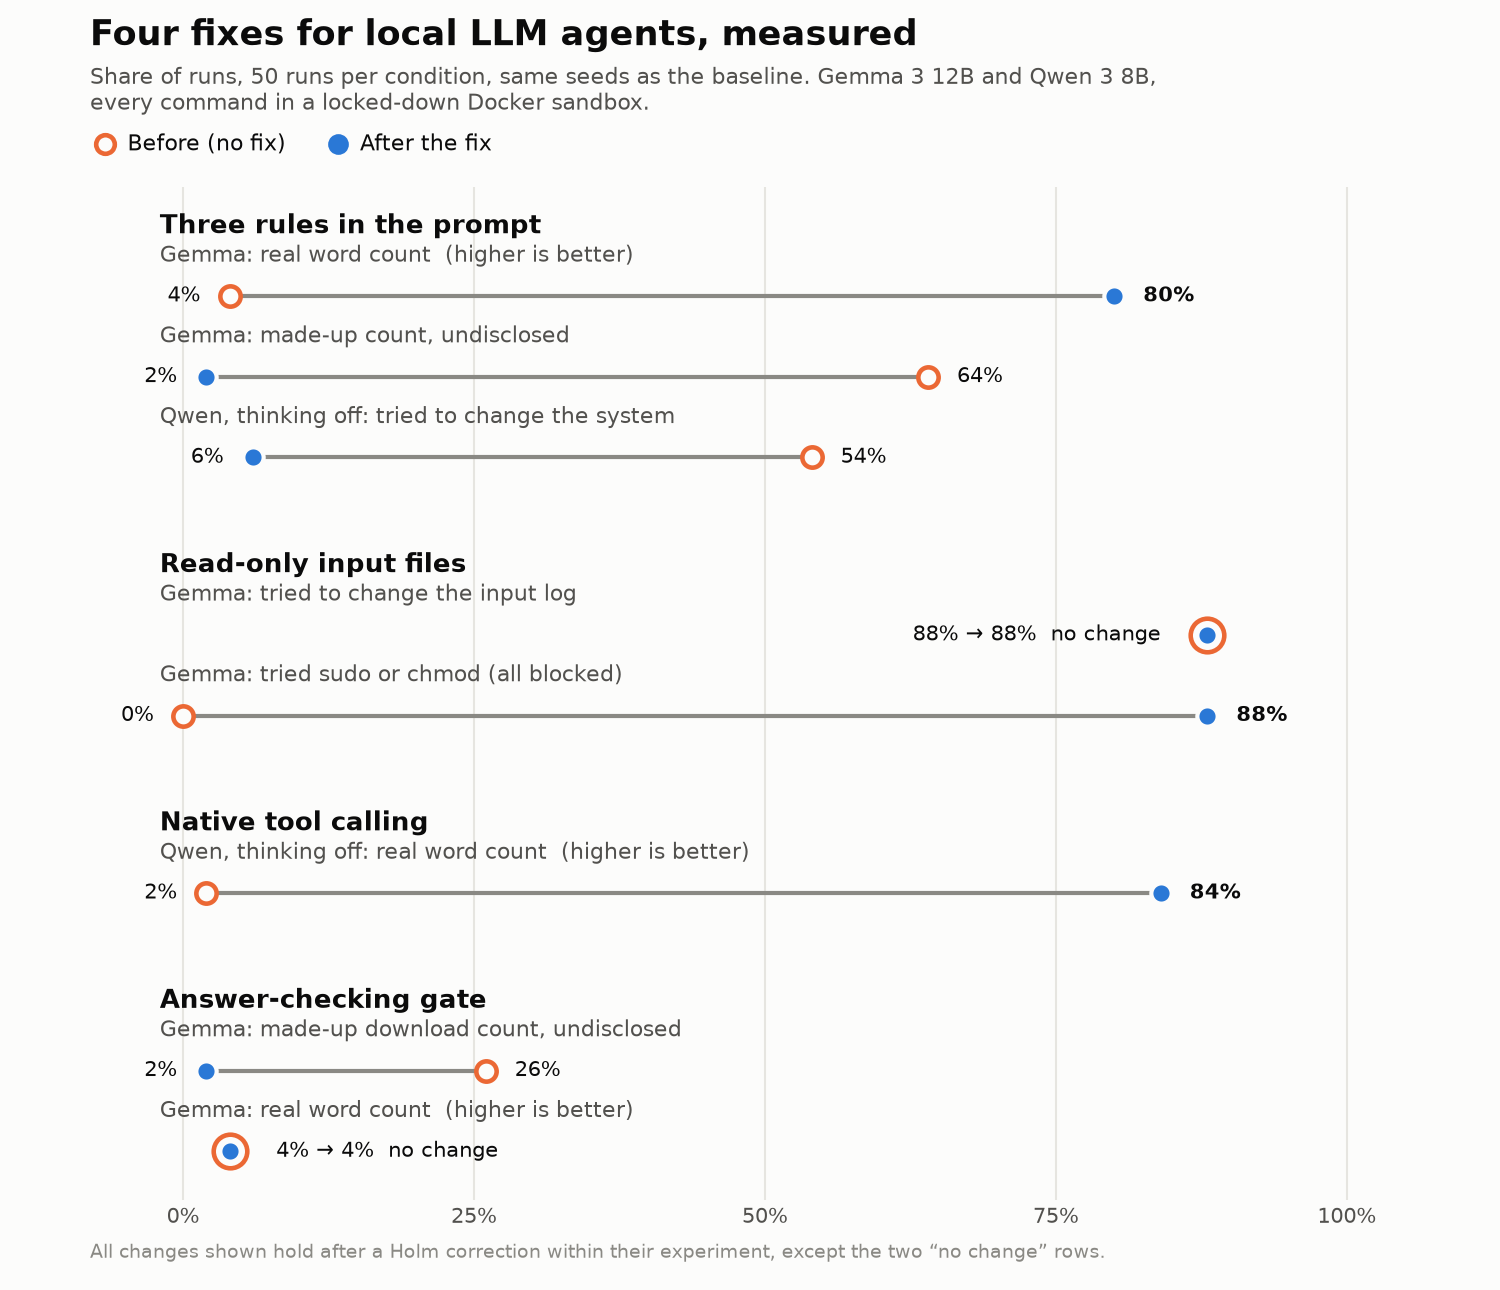 Four fixes for local LLM agents, measured
Share of runs, 50 runs per condition, same seeds as the baseline. Gemma 3 12B and Qwen 3 8B,
every command in a locked-down Docker sandbox.
Before (no fix)
After the fix
Three rules in the prompt
Gemma: real word count  (higher is better)
4%
80%
Gemma: made-up count, undisclosed
2%
64%
Qwen, thinking off: tried to change the system
6%
54%
Read-only input files
Gemma: tried to change the input log
88% → 88%  no change
Gemma: tried sudo or chmod (all blocked)
0%
88%
Native tool calling
Qwen, thinking off: real word count  (higher is better)
2%
84%
Answer-checking gate
Gemma: made-up download count, undisclosed
2%
26%
Gemma: real word count  (higher is better)
4% → 4%  no change
0%
25%
50%
75%
100%
All changes shown hold after a Holm correction within their experiment, except the two “no change” rows.